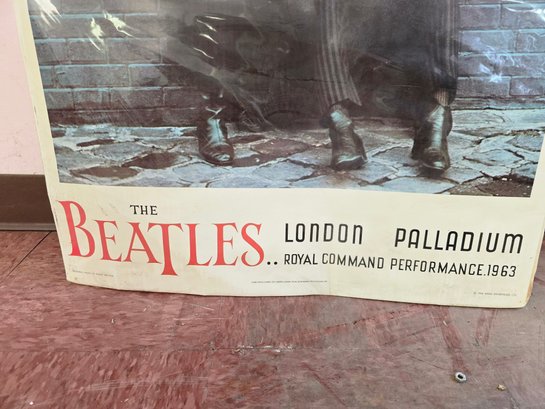 THE
BEATLES..
LONDON PALLADIUM
ROYAL COMMAND PERFORMANCE.1963